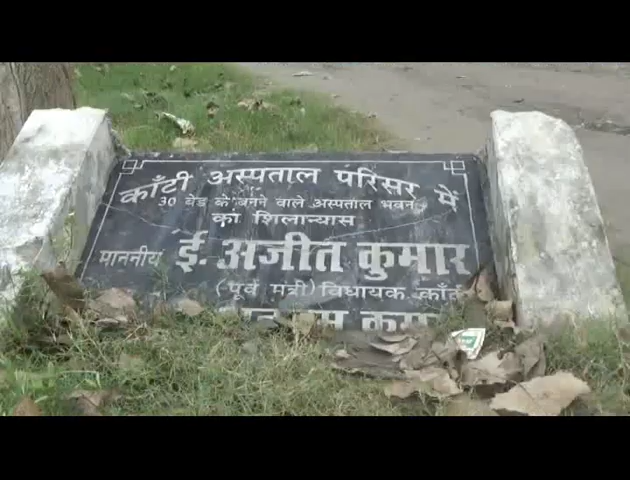 काँटी अस्पताल परिसर में
30 बेड के बनने वाले अस्पताल भवन
का शिलान्यास
माननीय ई. अजीत कुमार
(पूर्व मंत्री) विधायक काँटी